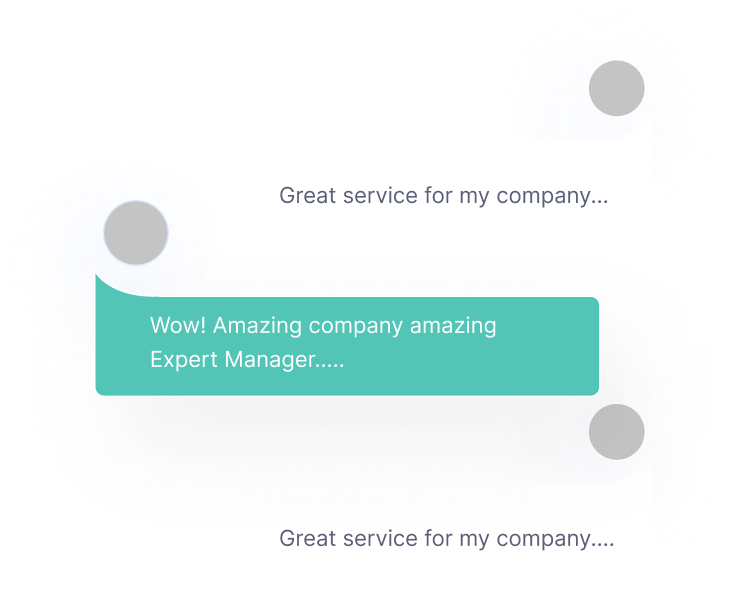 Great service for my company...
Wow! Amazing company amazing
Expert Manager.....
Great service for my company....